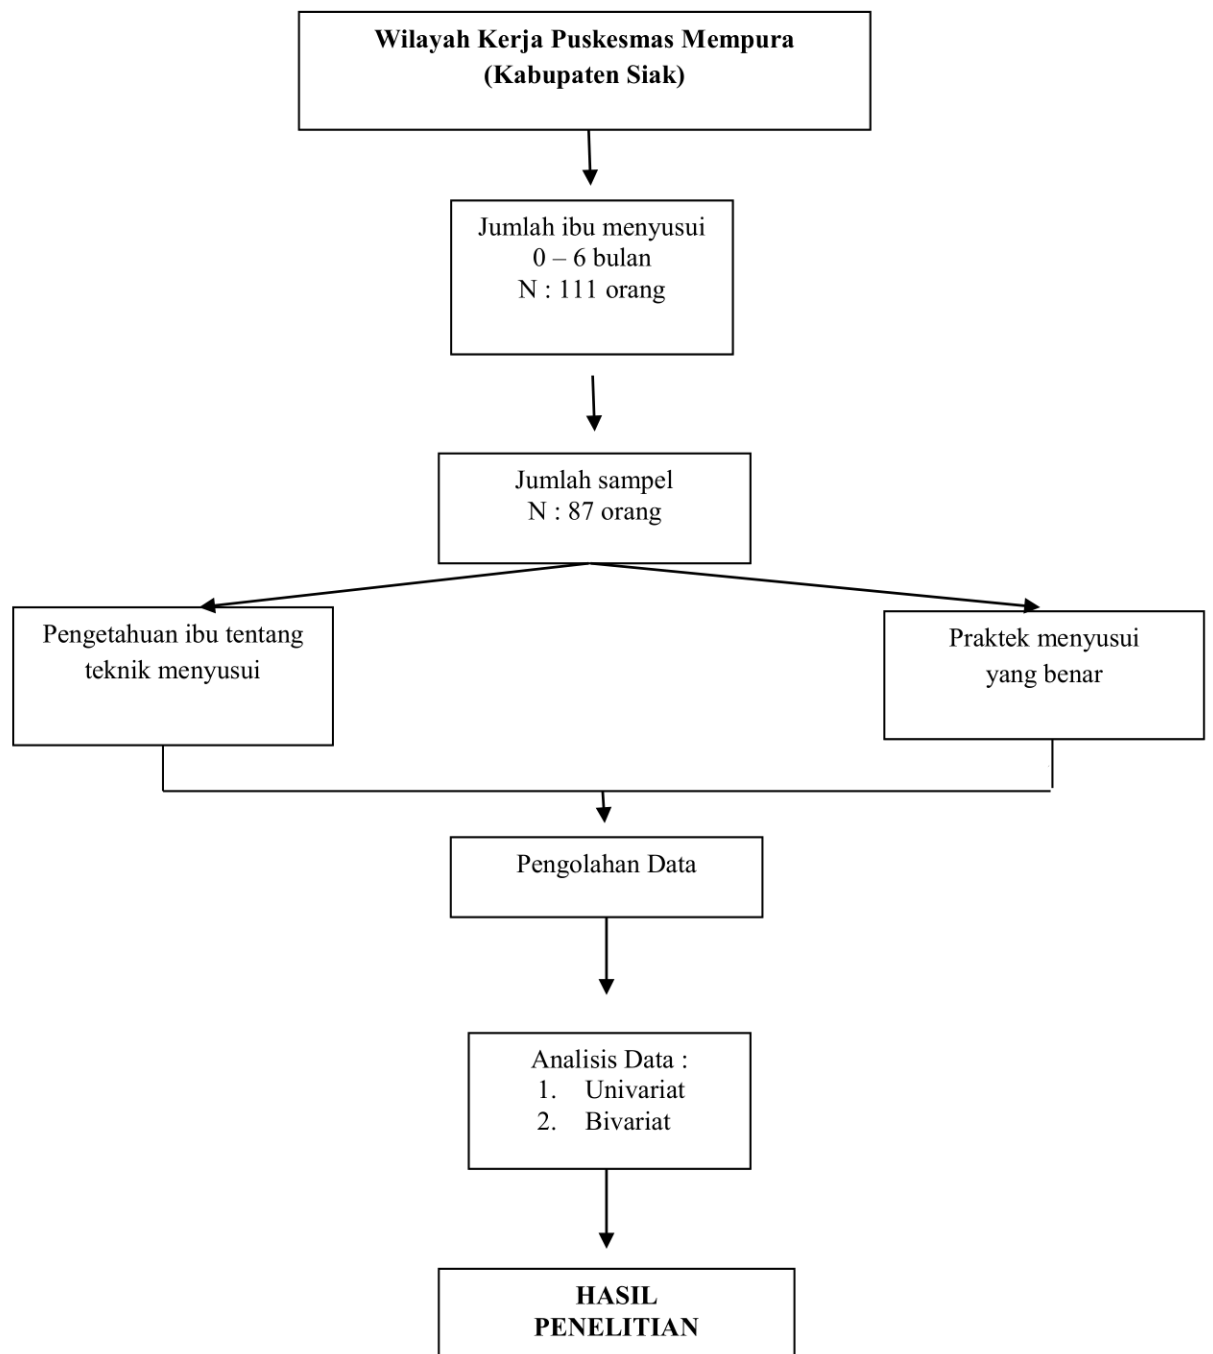 Wilayah Kerja Puskesmas Mempura
(Kabupaten Siak)
Jumlah ibu menyusui
0 – 6 bulan
N : 111 orang
Jumlah sampel
N : 87 orang
Pengetahuan ibu tentang
teknik menyusui
Praktek menyusui
yang benar
Pengolahan Data
Analisis Data :
1. Univariat
2. Bivariat
HASIL
PENELITIAN